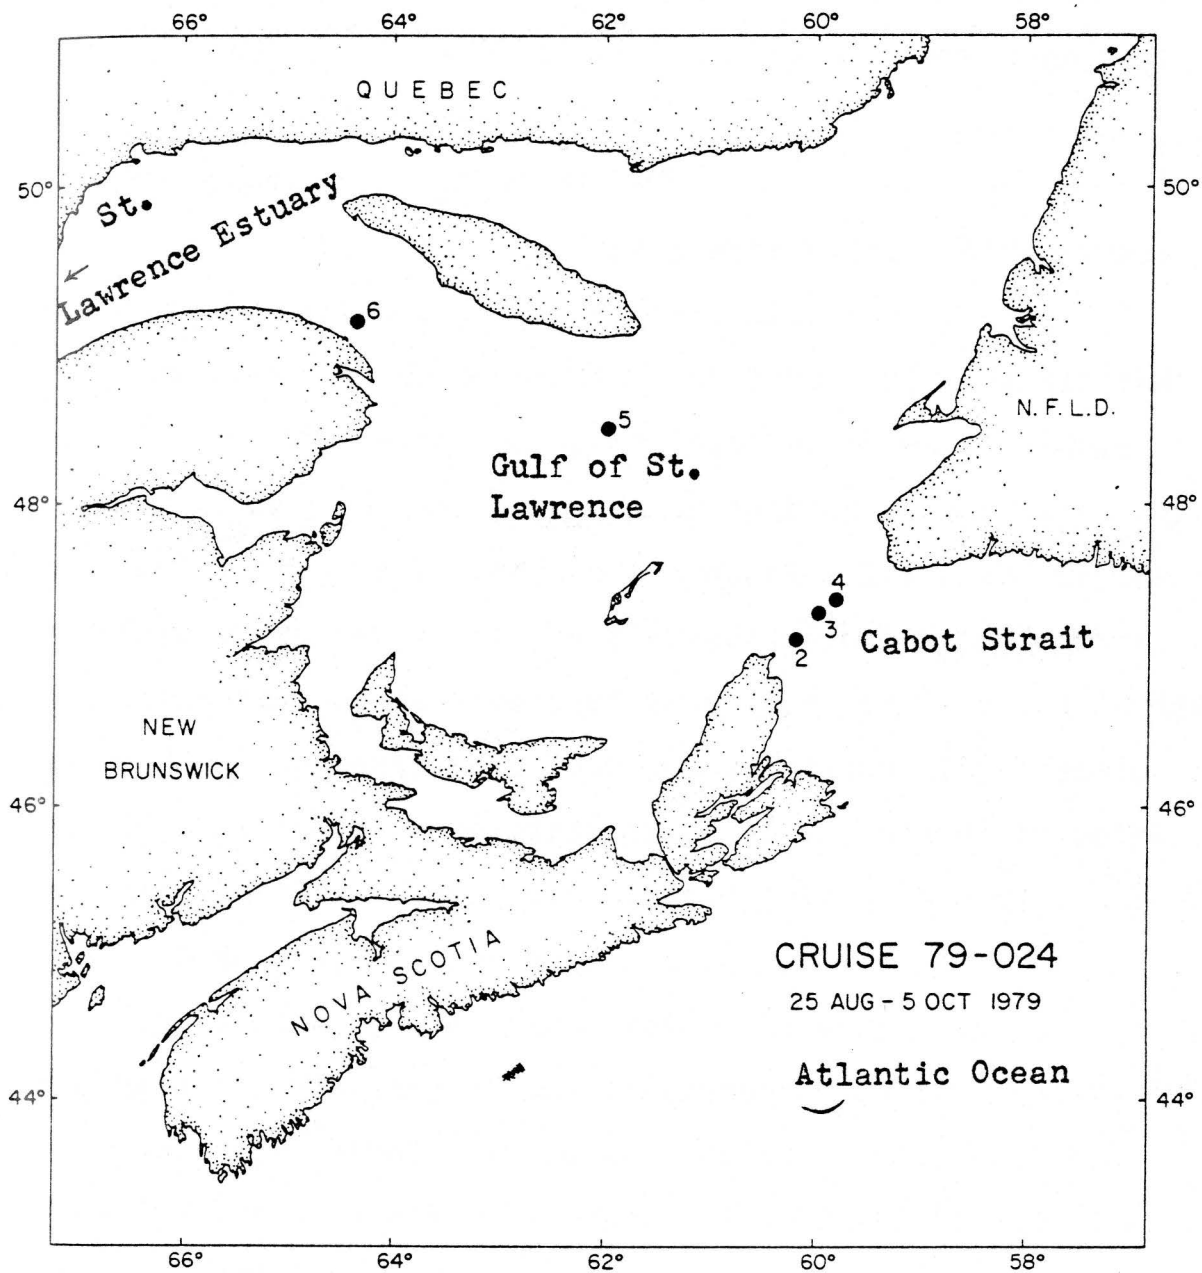 66° 64° 62° 60° 58°
QUEBEC
50° 50°
St.
Lawrence Estuary
6
5
N.F.L.D.
Gulf of St.
Lawrence
48° 48°
4
3
2
Cabot Strait
NEW
BRUNSWICK
46° 46°
NOVA SCOTIA
CRUISE 79-024
25 AUG - 5 OCT 1979
Atlantic Ocean
44° 44°
66° 64° 62° 60° 58°